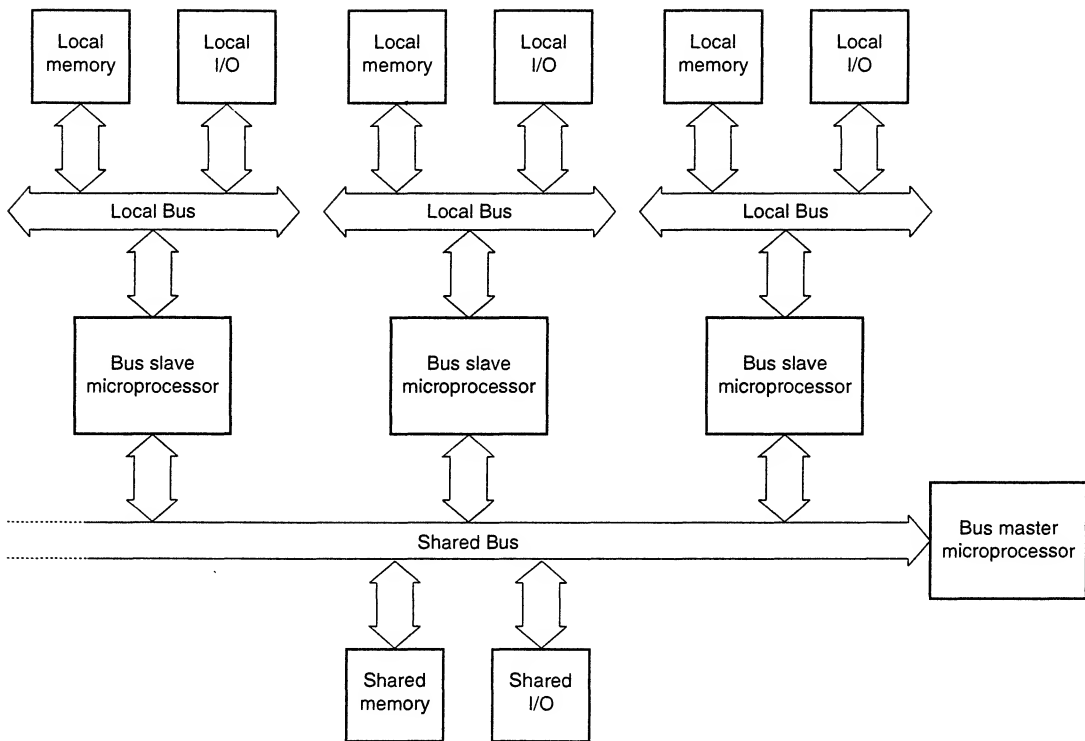 Local
memory
Local
I/O
Local
memory
Local
I/O
Local
memory
Local
I/O
Local Bus
Local Bus
Local Bus
Bus slave
microprocessor
Bus slave
microprocessor
Bus slave
microprocessor
Shared Bus
Bus master
microprocessor
Shared
memory
Shared
I/O